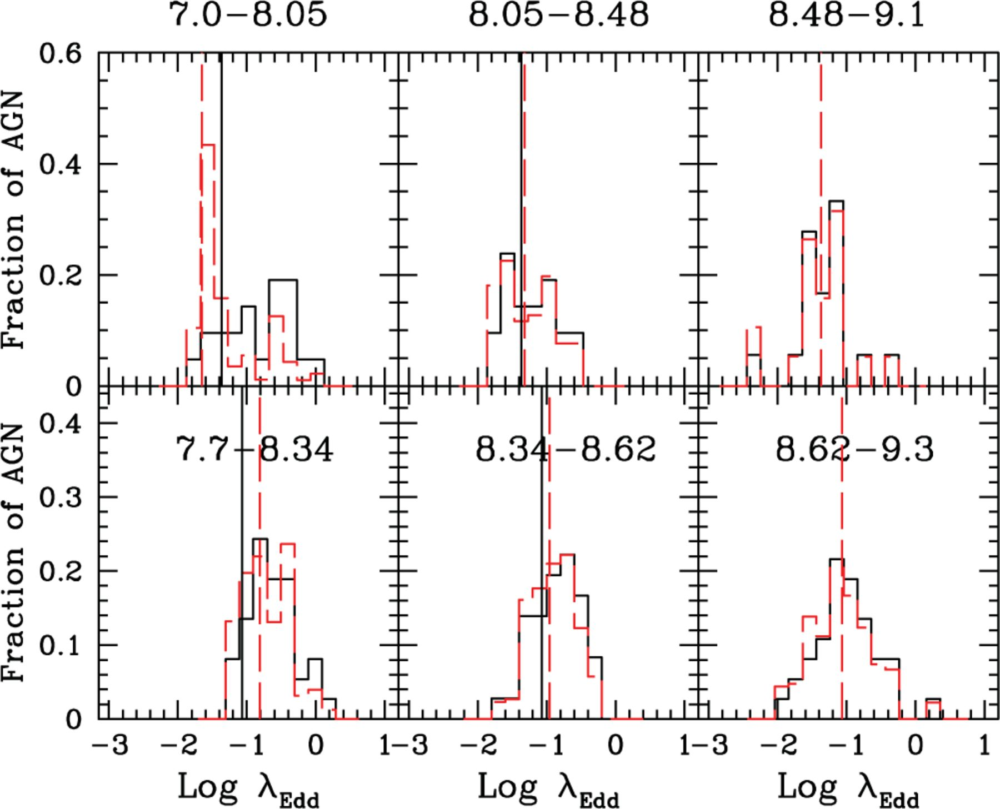 7.0−8.05 8.05−8.48 8.48−9.1
0.6
0.4
0.2
0
Fraction of AGN
7.7−8.34 8.34−8.62 8.62−9.3
0.4
0.3
0.2
0.1
0
Fraction of AGN
−3 −2 −1 0 1−3 −2 −1 0 1−3 −2 −1 0 1
Log λEdd Log λEdd Log λEdd